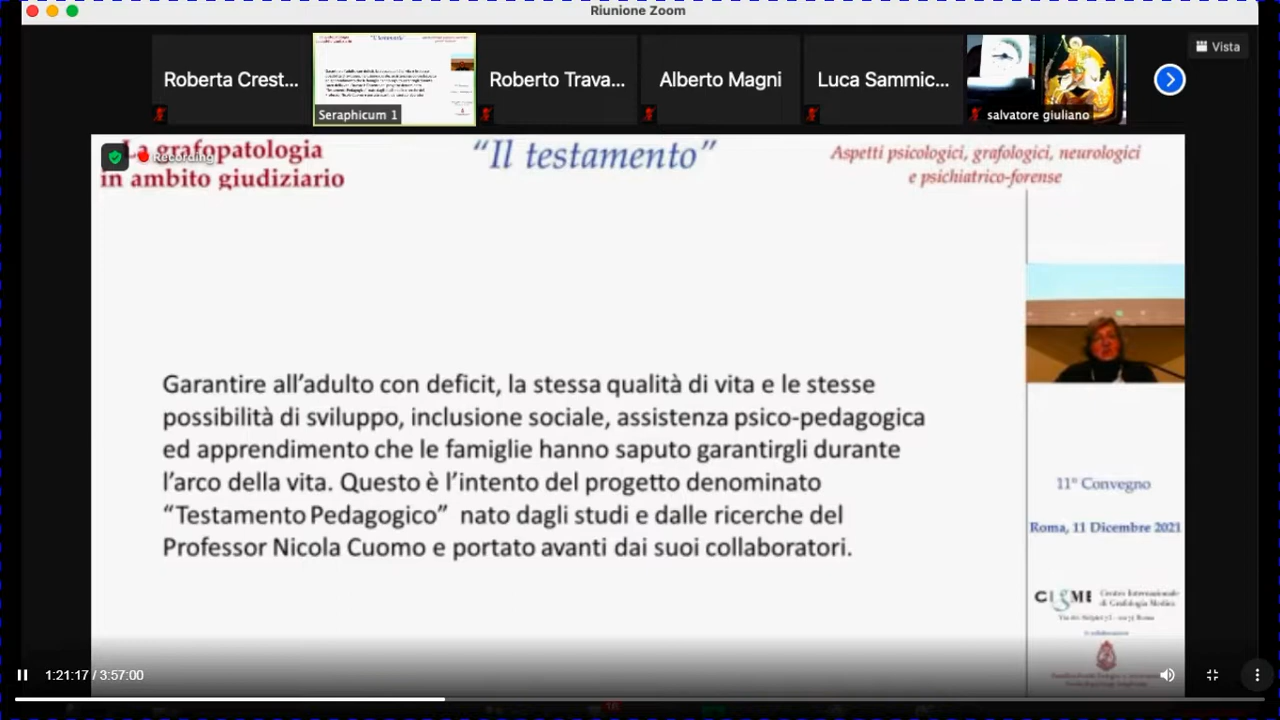 Riunione Zoom
Roberta Crest...
Seraphicum 1
Roberto Trava...
Alberto Magni
Luca Sammic...
salvatore giuliano
Vista
Recording
La grafopatologia
in ambito giudiziario
“Il testamento”
Aspetti psicologici, grafologici, neurologici
e psichiatrico-forense
Garantire all’adulto con deficit, la stessa qualità di vita e le stesse
possibilità di sviluppo, inclusione sociale, assistenza psico-pedagogica
ed apprendimento che le famiglie hanno saputo garantirgli durante
l’arco della vita. Questo è l’intento del progetto denominato
“Testamento Pedagogico” nato dagli studi e dalle ricerche del
Professor Nicola Cuomo e portato avanti dai suoi collaboratori.
11° Convegno
Roma, 11 Dicembre 2021
Centro Internazionale
di Grafologia Medica
1:21:17 / 3:57:00